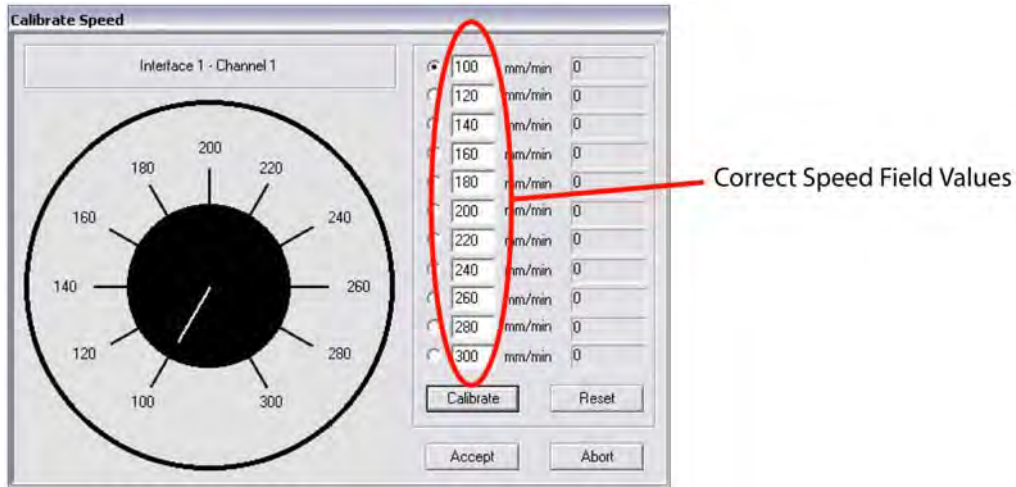 Calibrate Speed
Interface 1 - Channel 1
200
180
220
160
240
140
260
120
280
100
300
100 mm/min 0
120 mm/min 0
140 mm/min 0
160 mm/min 0
180 mm/min 0
200 mm/min 0
220 mm/min 0
240 mm/min 0
260 mm/min 0
280 mm/min 0
300 mm/min 0
Calibrate Reset
Accept Abort
Correct Speed Field Values